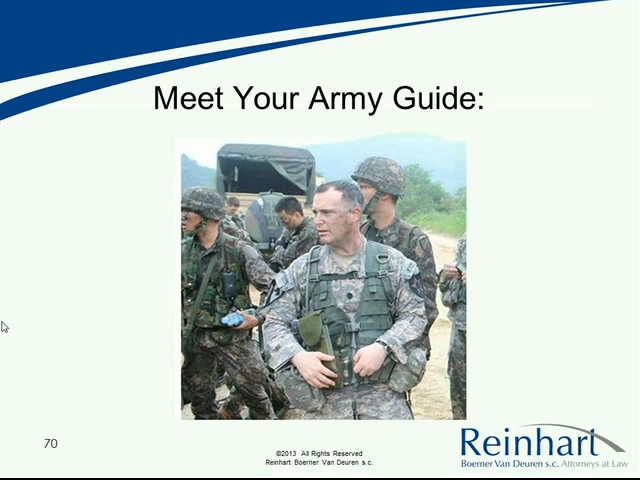 Meet Your Army Guide:
70
©2013 All Rights Reserved
Reinhart Boerner Van Deuren s.c.
Reinhart
Boerner Van Deuren s.c. Attorneys at Law